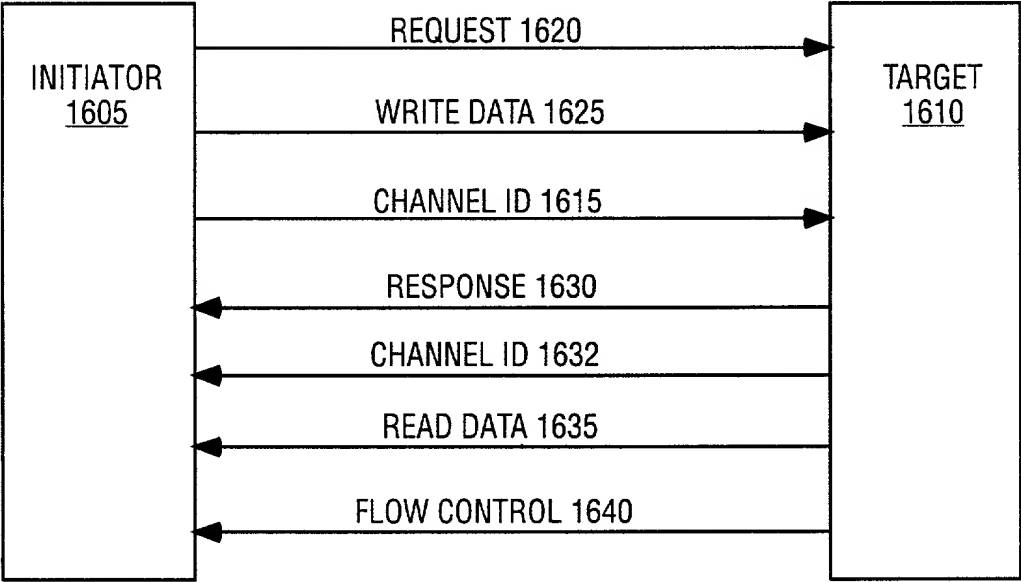 REQUEST 1620
INITIATOR
1605
TARGET
1610
WRITE DATA 1625
CHANNEL ID 1615
RESPONSE 1630
CHANNEL ID 1632
READ DATA 1635
FLOW CONTROL 1640